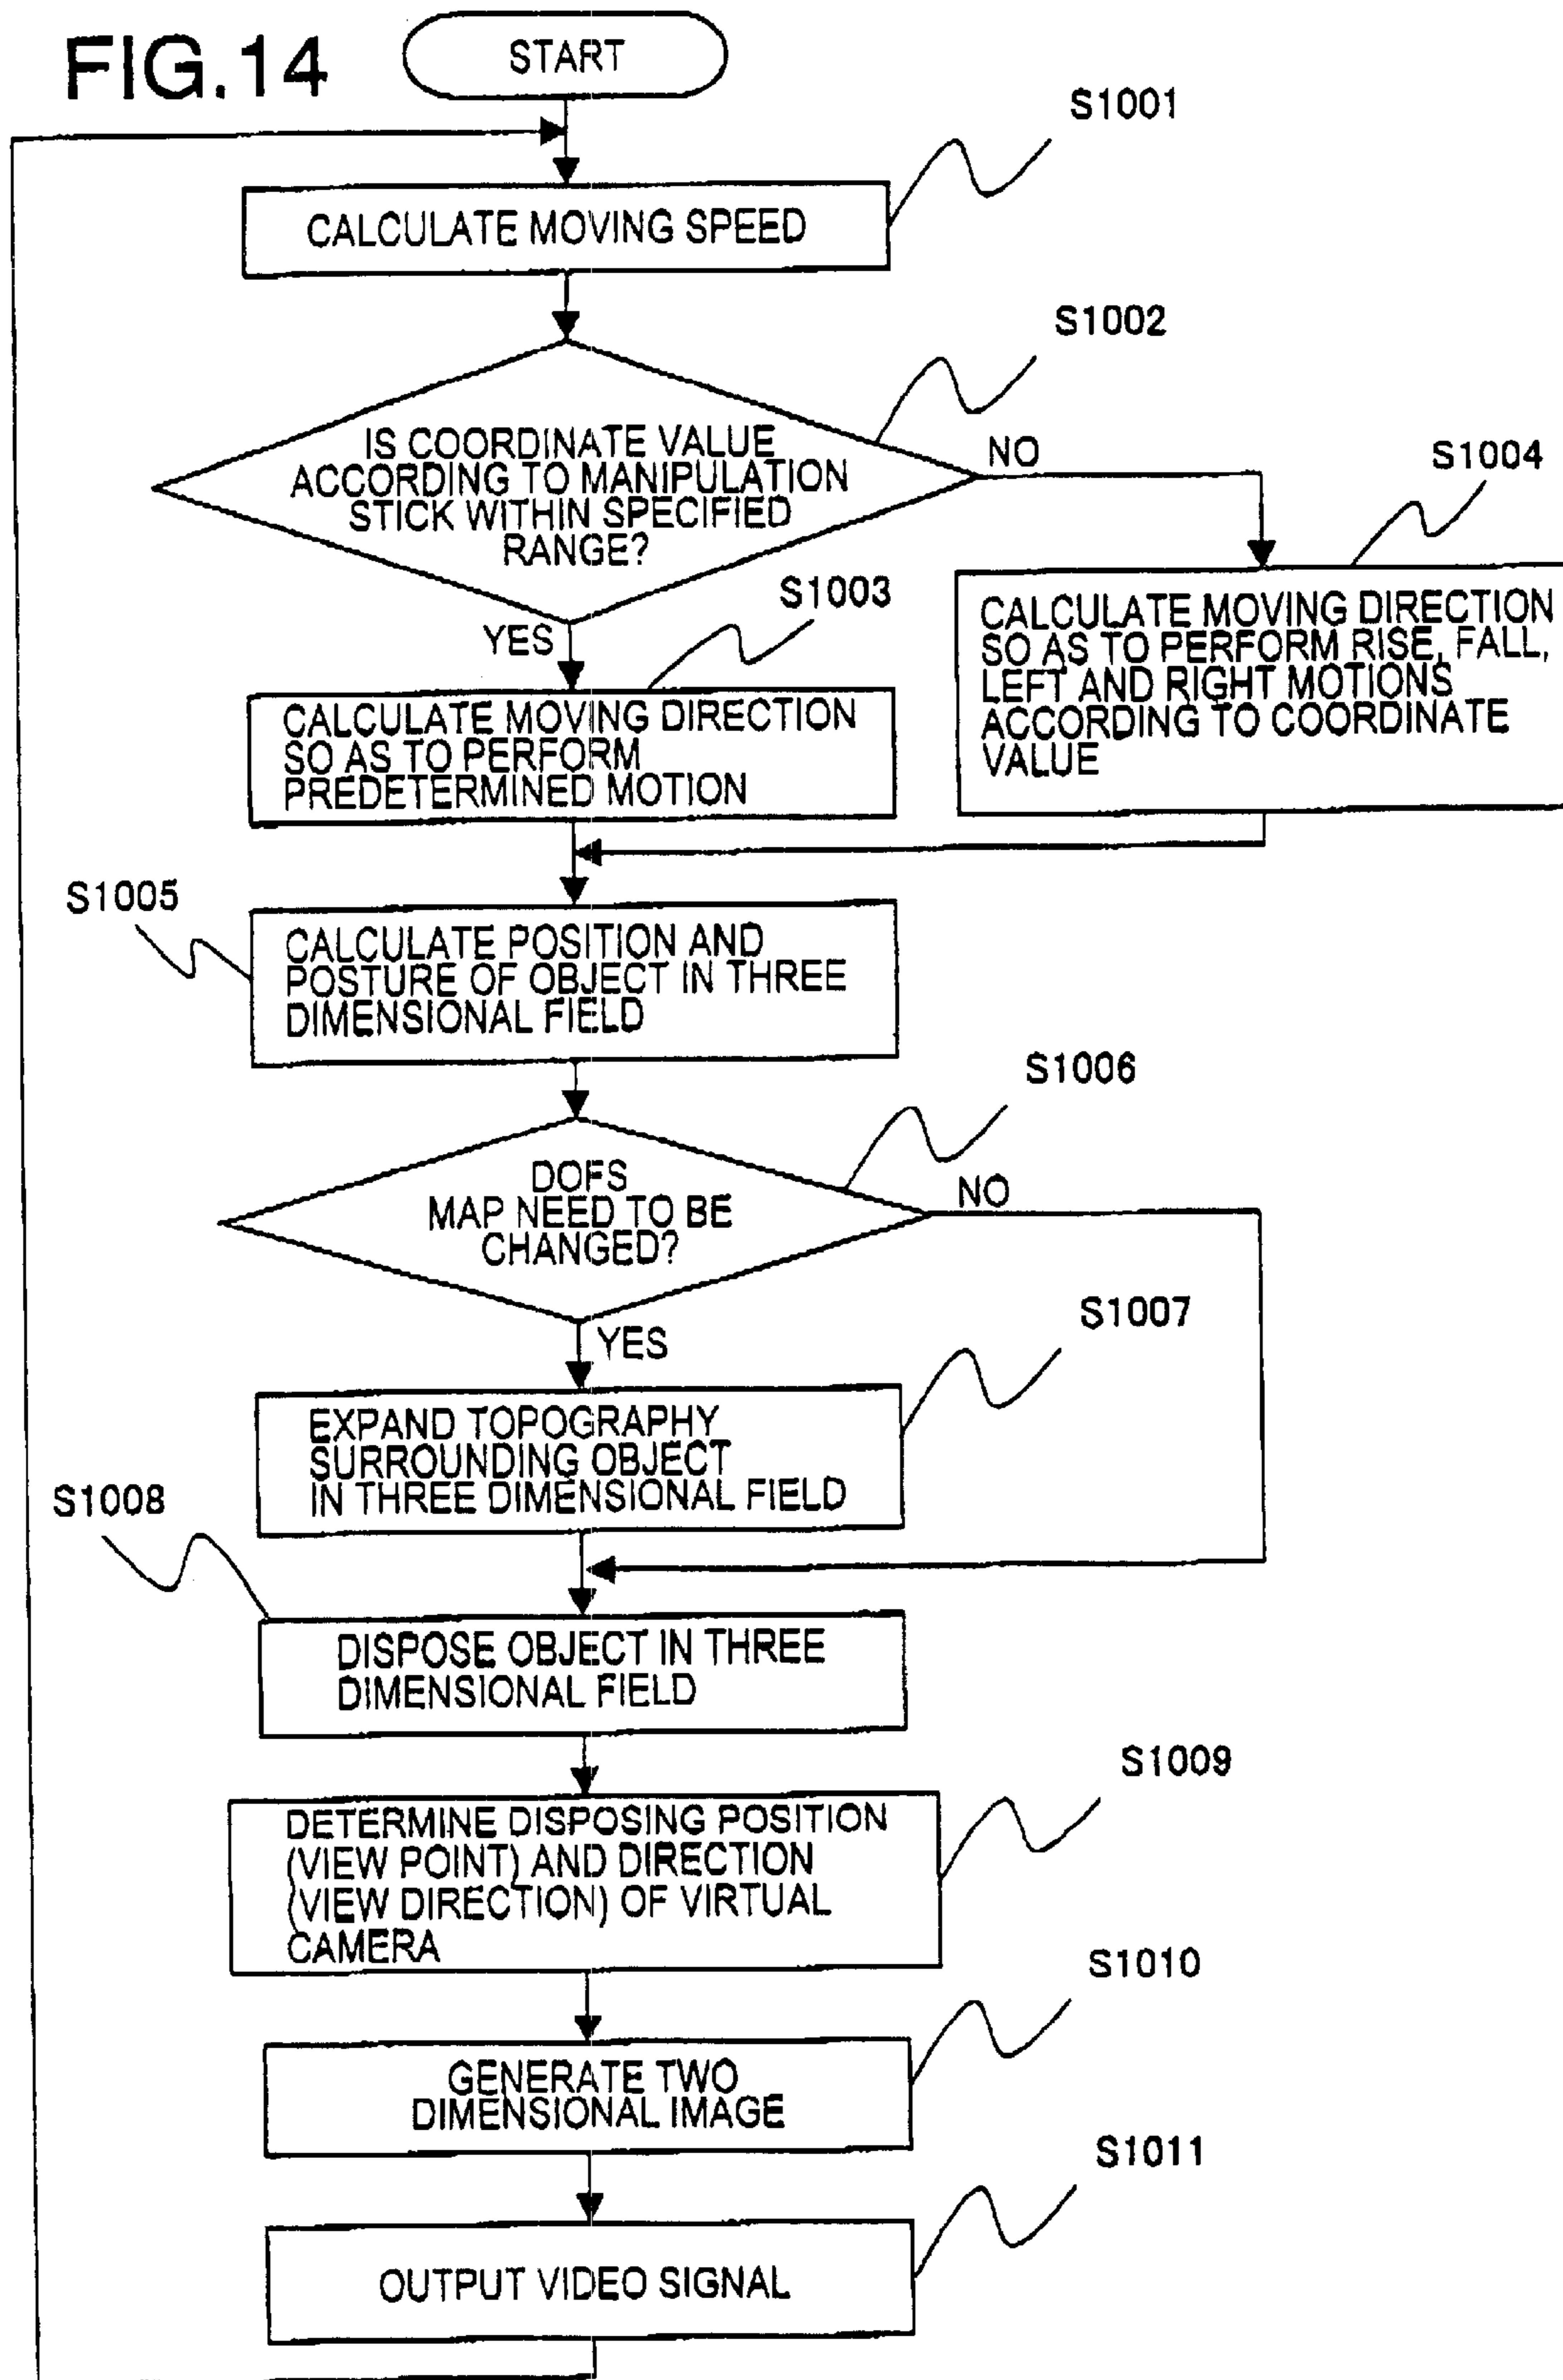 FIG.14
START
S1001
CALCULATE MOVING SPEED
S1002
IS COORDINATE VALUE
ACCORDING TO MANIPULATION
STICK WITHIN SPECIFIED
RANGE?
NO
S1004
CALCULATE MOVING DIRECTION
SO AS TO PERFORM RISE, FALL,
LEFT AND RIGHT MOTIONS
ACCORDING TO COORDINATE
VALUE
YES
S1003
CALCULATE MOVING DIRECTION
SO AS TO PERFORM
PREDETERMINED MOTION
S1005
CALCULATE POSITION AND
POSTURE OF OBJECT IN THREE
DIMENSIONAL FIELD
S1006
DOFS
MAP NEED TO BE
CHANGED?
NO
YES
S1007
EXPAND TOPOGRAPHY
SURROUNDING OBJECT
IN THREE DIMENSIONAL FIELD
S1008
DISPOSE OBJECT IN THREE
DIMENSIONAL FIELD
S1009
DETERMINE DISPOSING POSITION
(VIEW POINT) AND DIRECTION
(VIEW DIRECTION) OF VIRTUAL
CAMERA
S1010
GENERATE TWO
DIMENSIONAL IMAGE
S1011
OUTPUT VIDEO SIGNAL